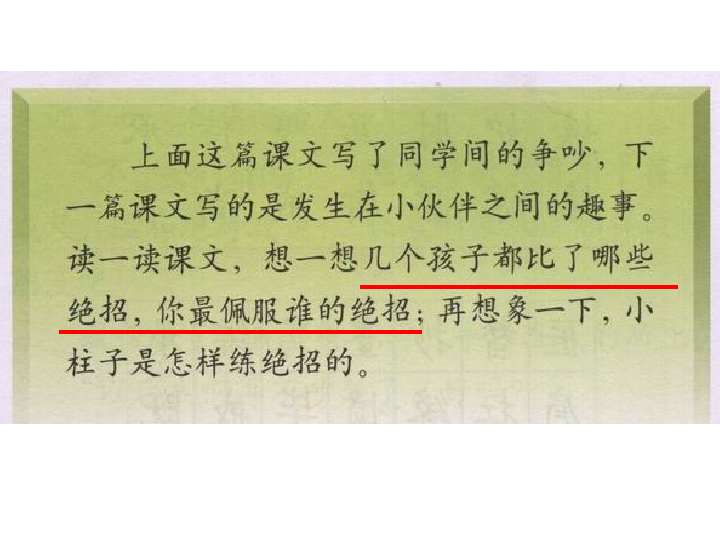 上面这篇课文写了同学间的争吵，下
一篇课文写的是发生在小伙伴之间的趣事。
读一读课文，想一想几个孩子都比了哪些
绝招，你最佩服谁的绝招；再想象一下，小
柱子是怎样练绝招的。